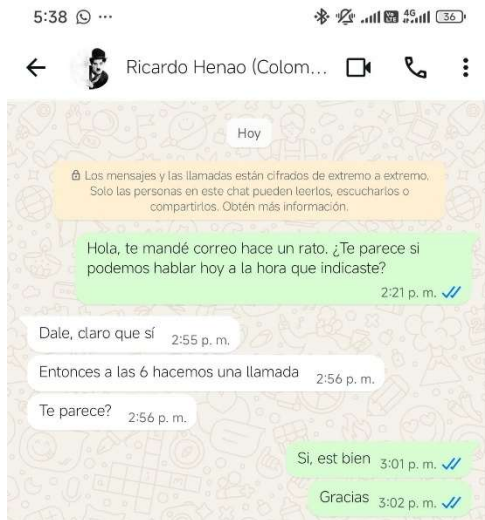 5:38 ...
4G
36
Ricardo Henao (Colom...
Hoy
Los mensajes y las llamadas están cifrados de extremo a extremo.
Solo las personas en este chat pueden leerlos, escucharlos o
compartirlos. Obtén más información.
Hola, te mandé correo hace un rato. ¿Te parece si
podemos hablar hoy a la hora que indicaste?
2:21 p. m.
Dale, claro que sí 2:55 p. m.
Entonces a las 6 hacemos una llamada 2:56 p. m.
Te parece? 2:56 p. m.
Si, est bien 3:01 p. m.
Gracias 3:02 p. m.